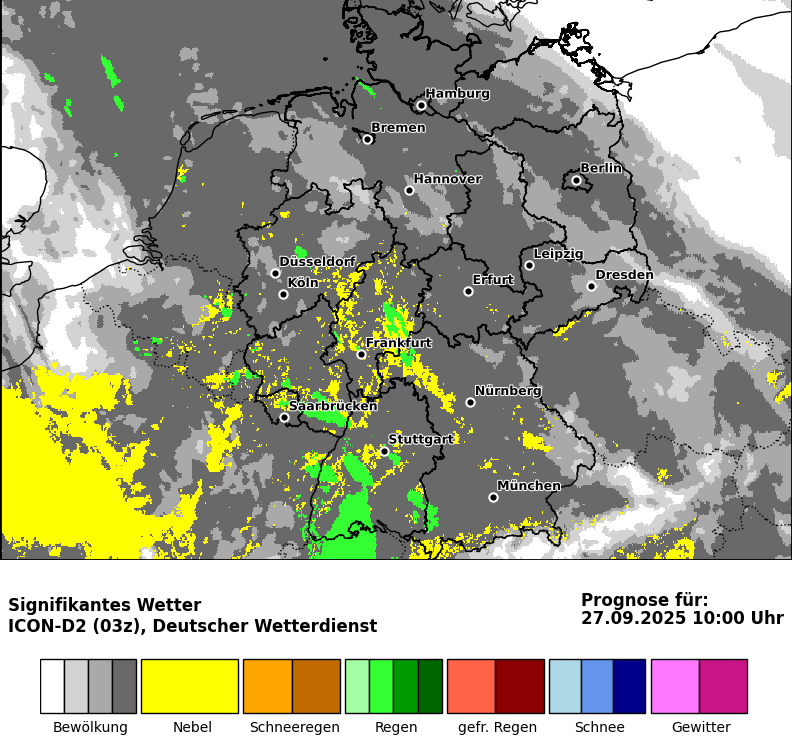 Hamburg
Bremen
Berlin
Hannover
Düsseldorf
Leipzig
Köln
Erfurt
Dresden
Frankfurt
Nürnberg
Saarbrücken
Stuttgart
München
Signifikantes Wetter
ICON-D2 (03z), Deutscher Wetterdienst
Prognose für:
27.09.2025 10:00 Uhr
Bewölkung Nebel Schneeregen Regen gefr. Regen Schnee Gewitter